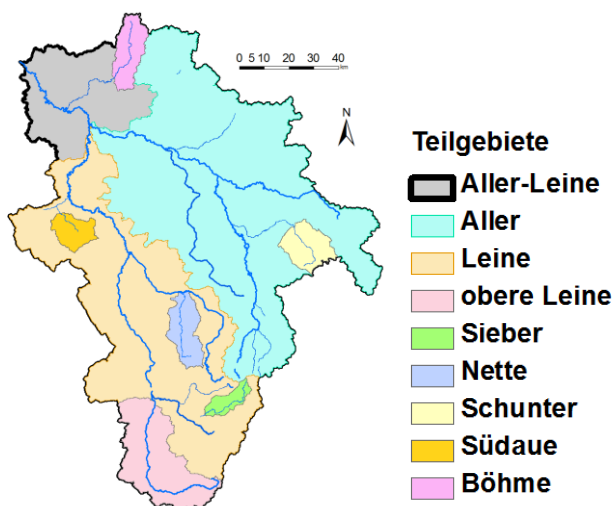 0 5 10 20 30 40
km
N
Teilgebiete
Aller-Leine
Aller
Leine
obere Leine
Sieber
Nette
Schunter
Südaue
Böhme